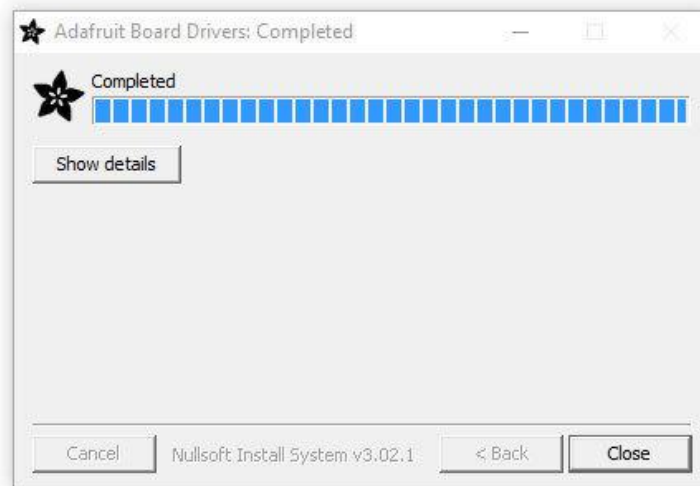 Adafruit Board Drivers: Completed
Completed
Show details
Cancel
Nullsoft Install System v3.02.1
< Back
Close